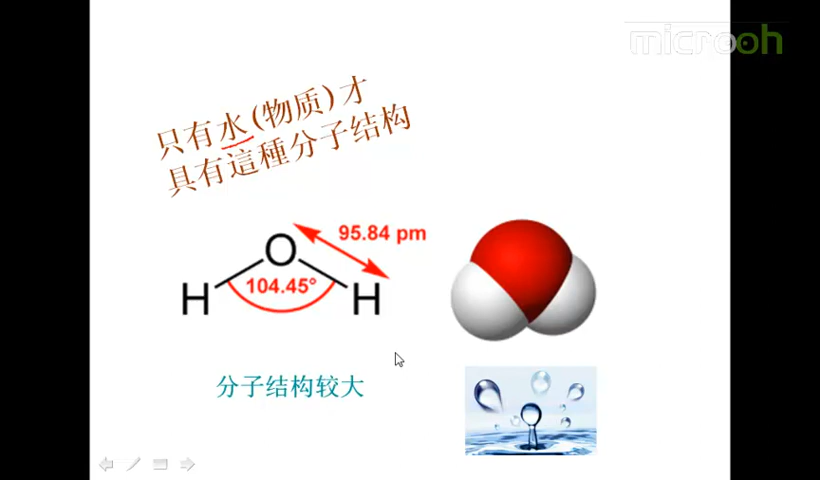 microoh
只有水(物质)才
具有這種分子结构
95.84 pm
O
104.45°
H H
分子结构较大